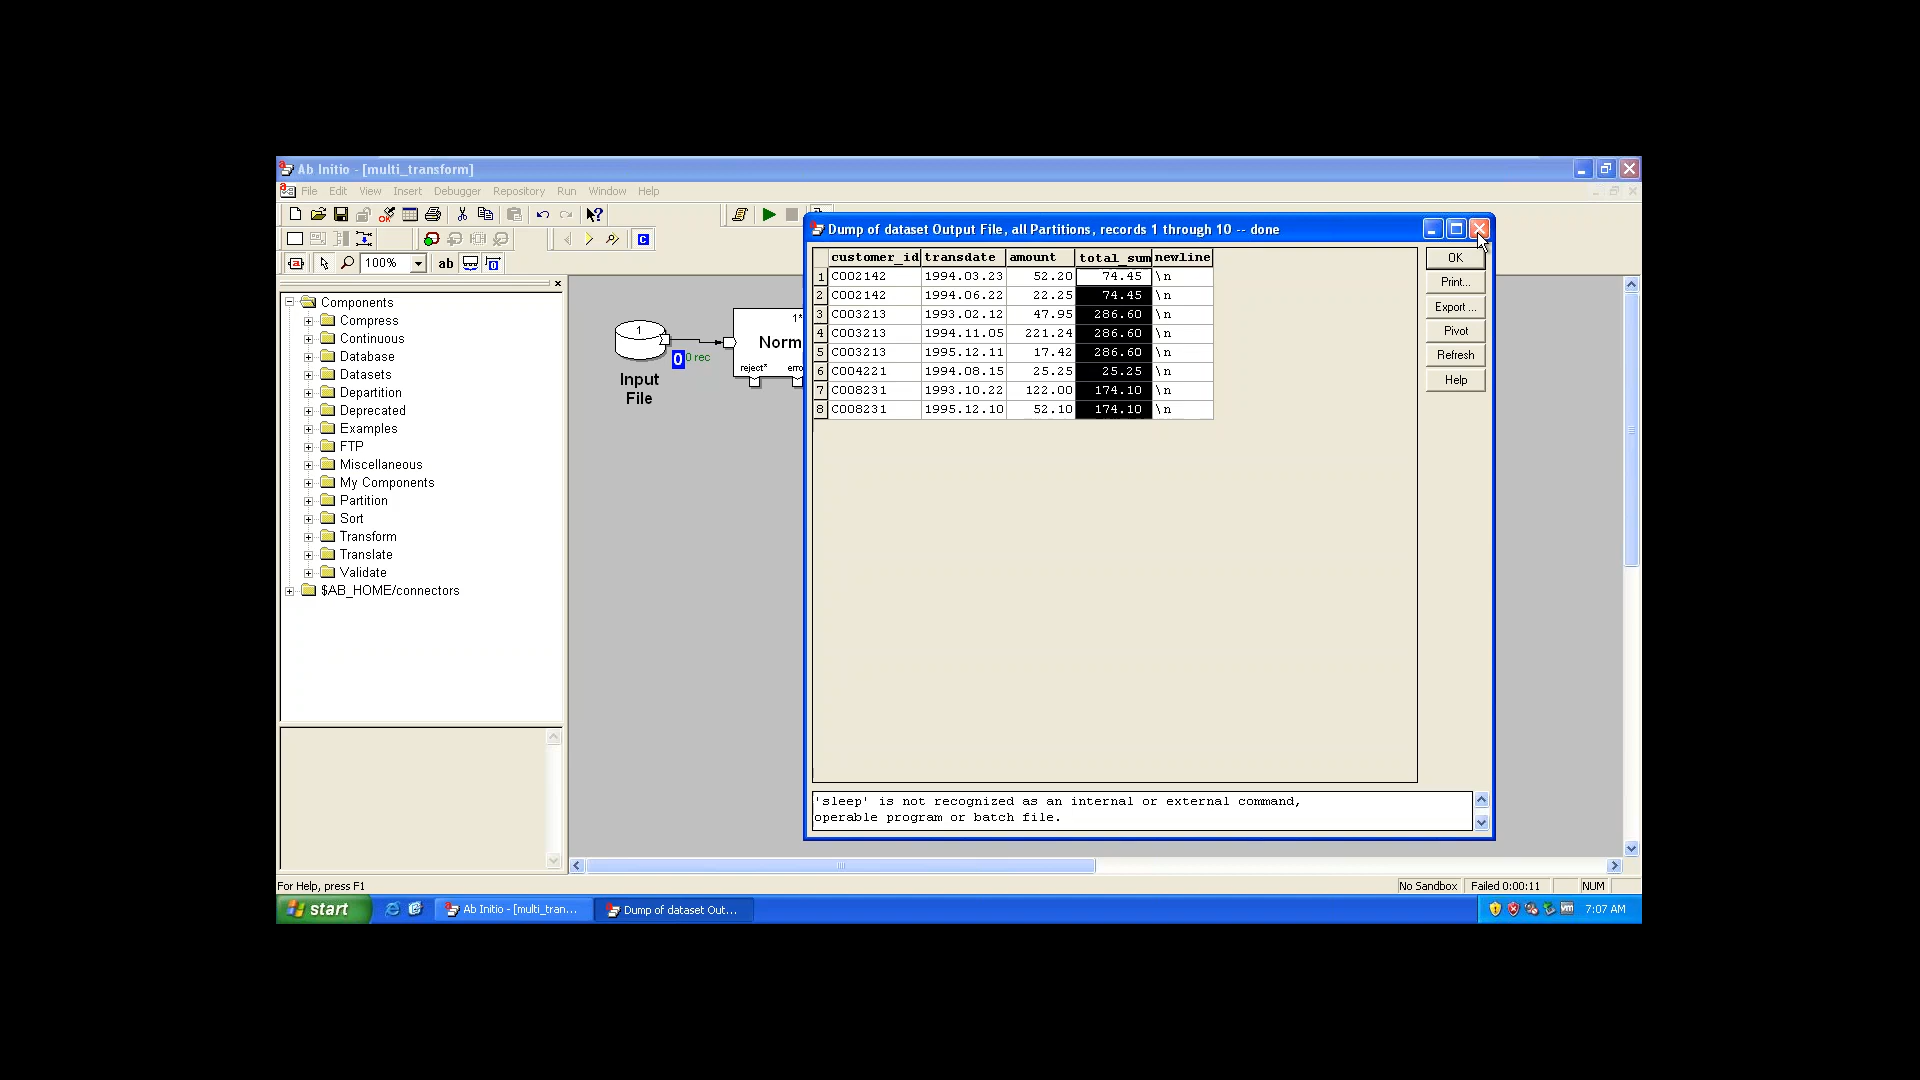 Ab Initio - [multi_transform]
File Edit View Insert Debugger Repository Run Window Help
100% ab
Components
Compress
Continuous
Database
Datasets
Departition
Deprecated
Examples
FTP
Miscellaneous
My Components
Partition
Sort
Transform
Translate
Validate
$AB_HOME/connectors
1
Input
File
0 0 rec
1*
Norm
reject*
Dump of dataset Output File, all Partitions, records 1 through 10 -- done
customer_id transdate amount total_sum newline
1 C002142 1994.03.23 52.20 74.45 \n
2 C002142 1994.06.22 22.25 74.45 \n
3 C003213 1993.02.12 47.95 286.60 \n
4 C003213 1994.11.05 221.24 286.60 \n
5 C003213 1995.12.11 17.42 286.60 \n
6 C004221 1994.08.15 25.25 25.25 \n
7 C008231 1993.10.22 122.00 174.10 \n
8 C008231 1995.12.10 52.10 174.10 \n
OK
Print...
Export ...
Pivot
Refresh
Help
'sleep' is not recognized as an internal or external command,
operable program or batch file.
For Help, press F1
No Sandbox Failed 0:00:11 NUM
start Ab Initio - [multi_tran... Dump of dataset Out... 7:07 AM